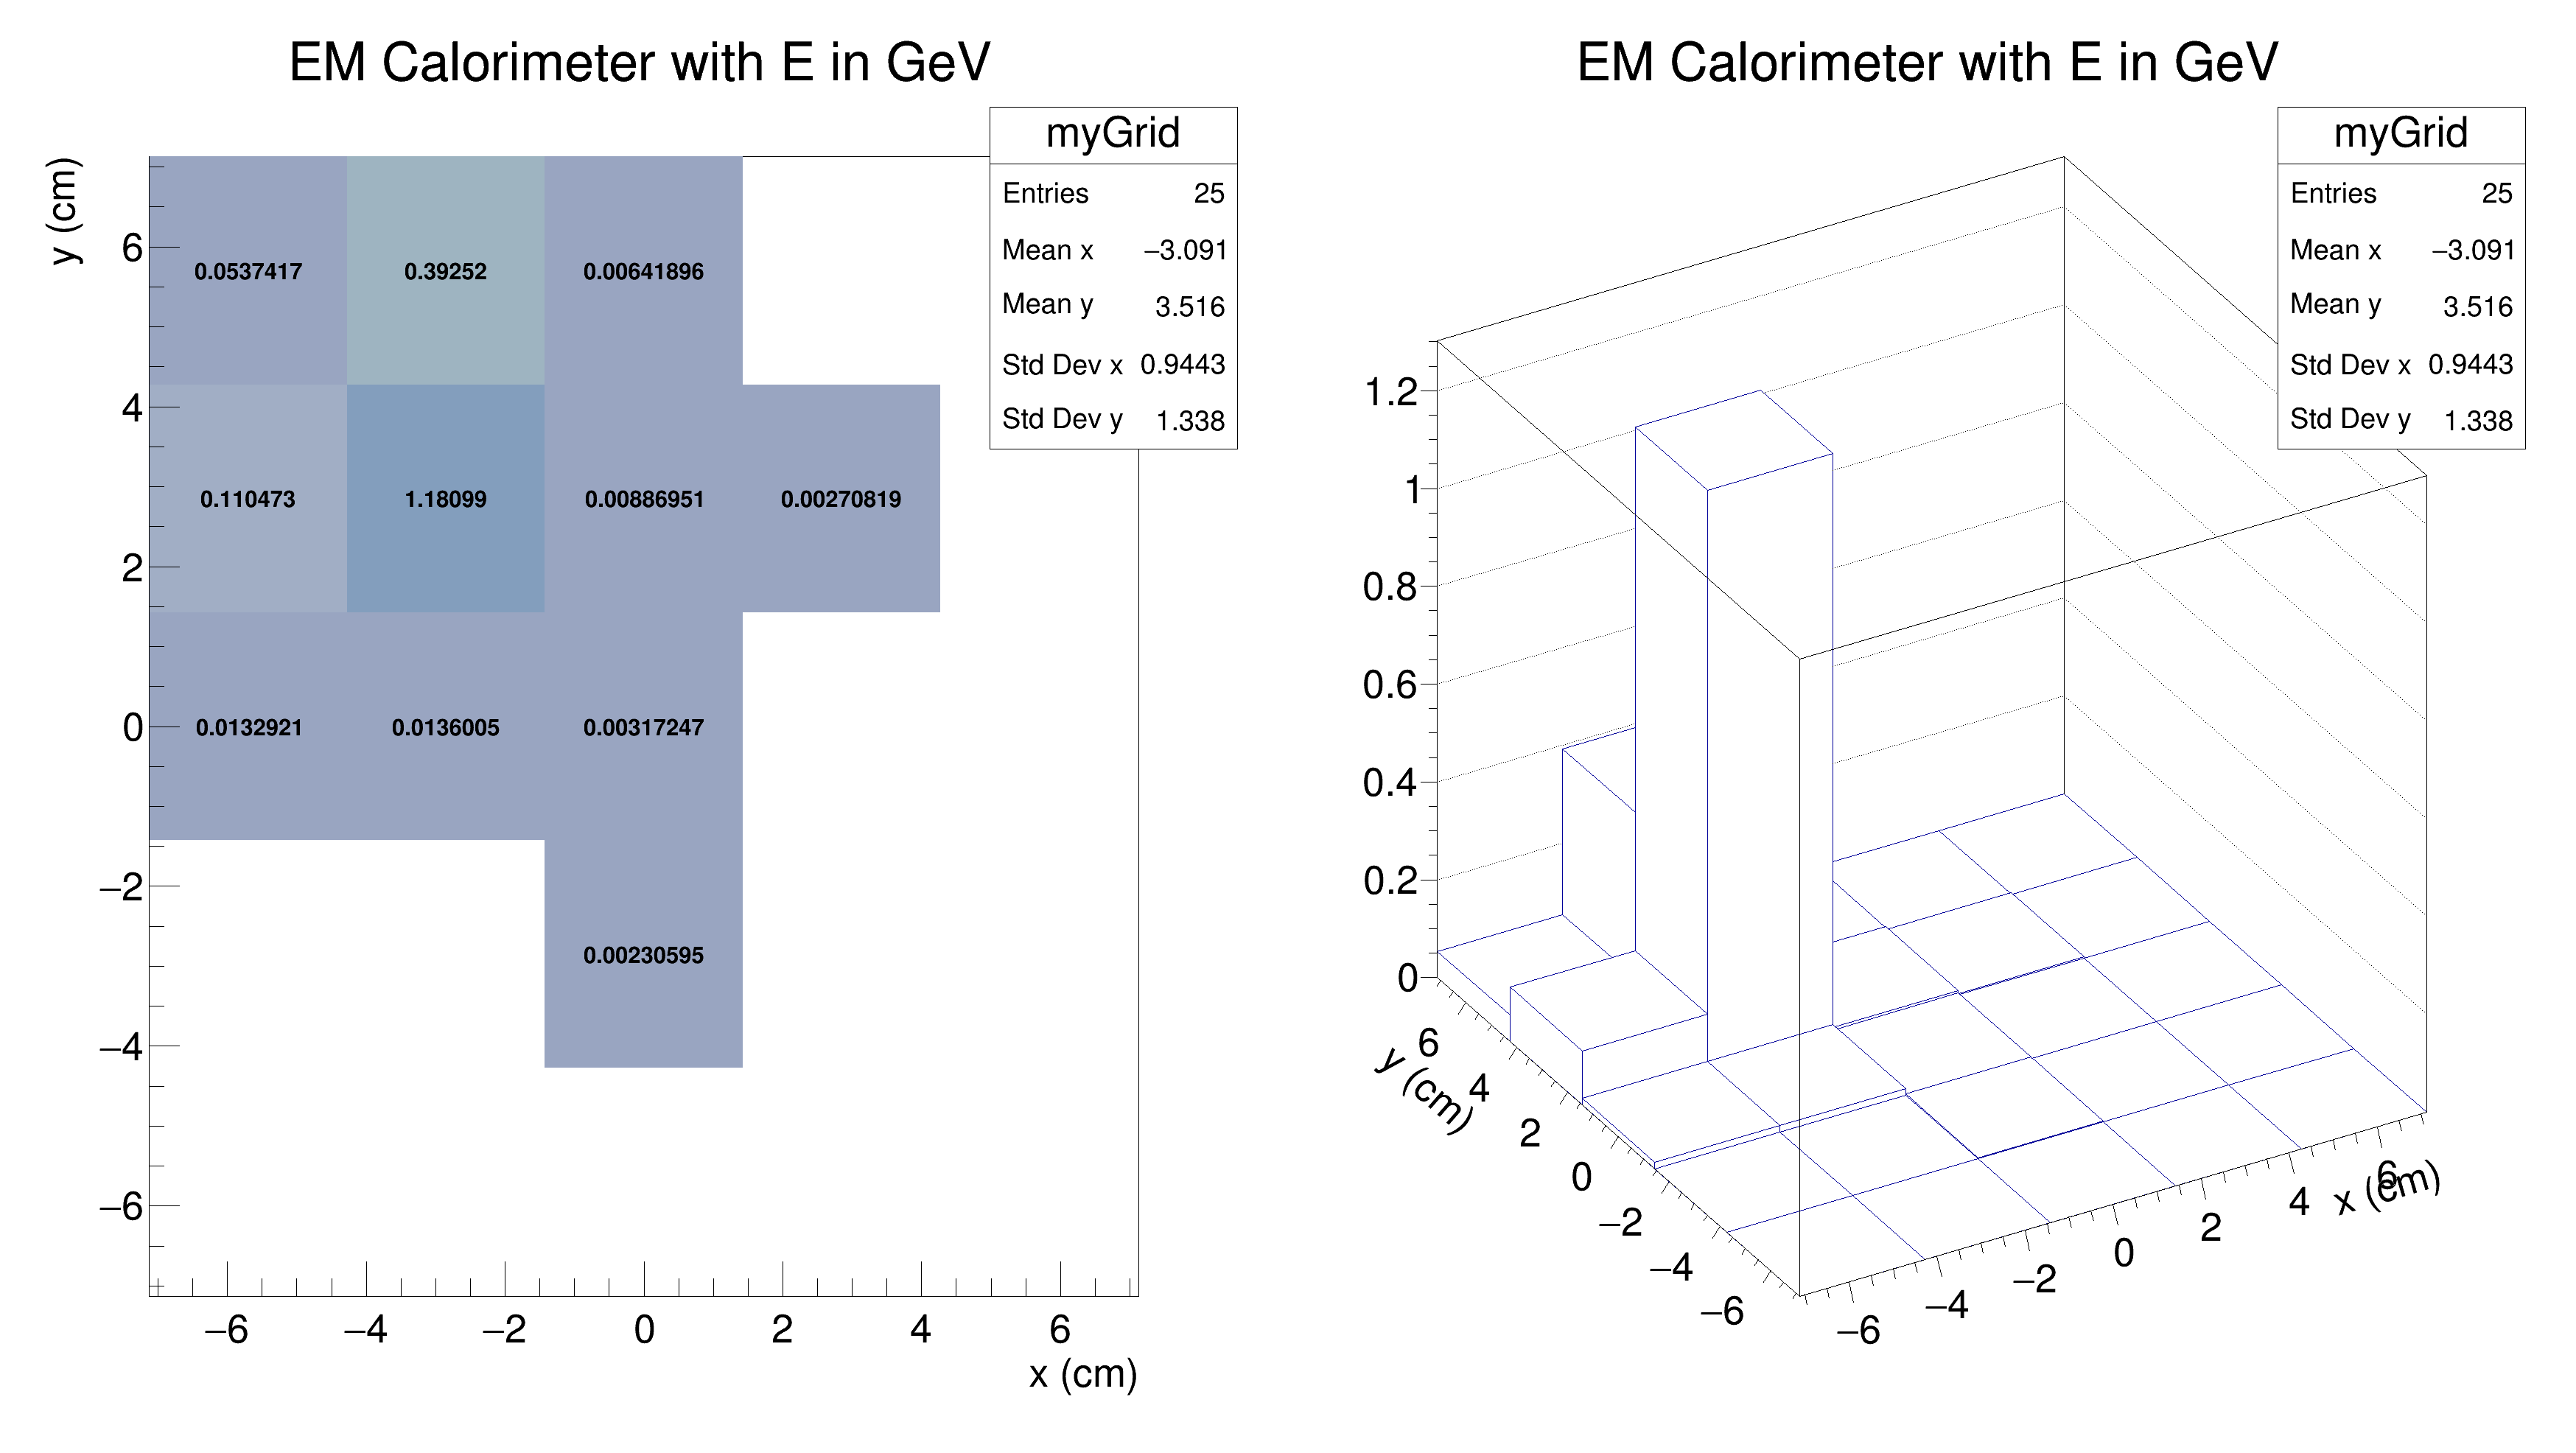 EM Calorimeter with E in GeV
myGrid
Entries 25
Mean x −3.091
Mean y 3.516
Std Dev x 0.9443
Std Dev y 1.338
y (cm)
6
4
2
0
−2
−4
−6
0.0537417 0.39252 0.00641896
0.110473 1.18099 0.00886951 0.00270819
0.0132921 0.0136005 0.00317247
0.00230595
−6 −4 −2 0 2 4 6
x (cm)
EM Calorimeter with E in GeV
myGrid
Entries 25
Mean x −3.091
Mean y 3.516
Std Dev x 0.9443
Std Dev y 1.338
1.2
1
0.8
0.6
0.4
0.2
0
6
4
2
0
−2
−4
−6
y (cm)
−6 −4 −2 0 2 4 6
x (cm)